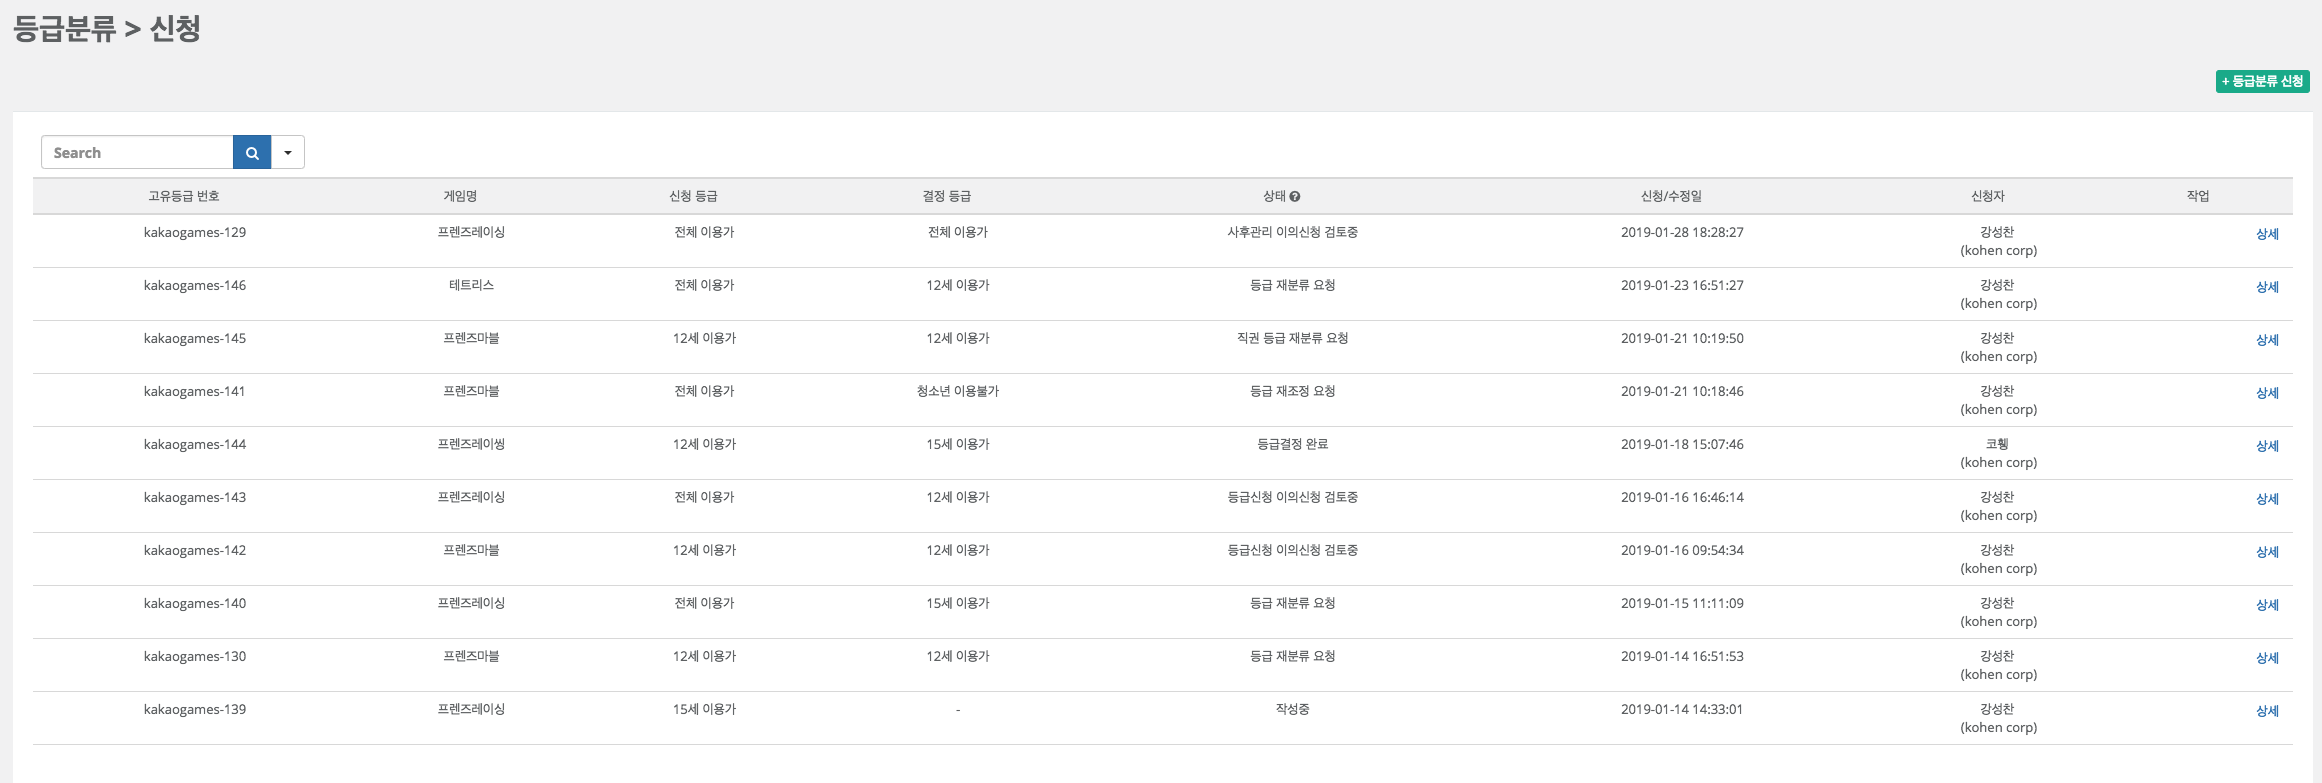 등급분류 > 신청
+ 등급분류 신청
Search
고유등급 번호 게임명 신청 등급 결정 등급 상태 신청/수정일 신청자 작업
kakaogames-129 프렌즈레이싱 전체 이용가 전체 이용가 사후관리 이의신청 검토중 2019-01-28 18:28:27 강성찬 상세
(kohen corp)
kakaogames-146 테트리스 전체 이용가 12세 이용가 등급 재분류 요청 2019-01-23 16:51:27 강성찬 상세
(kohen corp)
kakaogames-145 프렌즈마블 12세 이용가 12세 이용가 직권 등급 재분류 요청 2019-01-21 10:19:50 강성찬 상세
(kohen corp)
kakaogames-141 프렌즈마블 전체 이용가 청소년 이용불가 등급 재조정 요청 2019-01-21 10:18:46 강성찬 상세
(kohen corp)
kakaogames-144 프렌즈레이씽 12세 이용가 15세 이용가 등급결정 완료 2019-01-18 15:07:46 코휑 상세
(kohen corp)
kakaogames-143 프렌즈레이싱 전체 이용가 12세 이용가 등급신청 이의신청 검토중 2019-01-16 16:46:14 강성찬 상세
(kohen corp)
kakaogames-142 프렌즈마블 12세 이용가 12세 이용가 등급신청 이의신청 검토중 2019-01-16 09:54:34 강성찬 상세
(kohen corp)
kakaogames-140 프렌즈레이싱 전체 이용가 15세 이용가 등급 재분류 요청 2019-01-15 11:11:09 강성찬 상세
(kohen corp)
kakaogames-130 프렌즈마블 12세 이용가 12세 이용가 등급 재분류 요청 2019-01-14 16:51:53 강성찬 상세
(kohen corp)
kakaogames-139 프렌즈레이싱 15세 이용가 - 작성중 2019-01-14 14:33:01 강성찬 상세
(kohen corp)